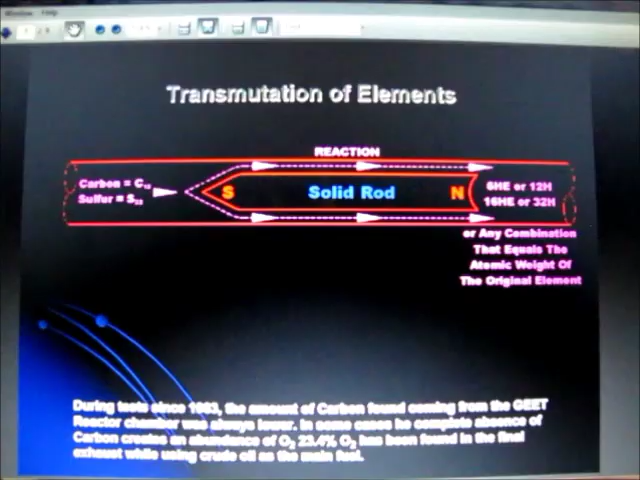 Window Help
Transmutation of Elements
REACTION
Carbon = C₁₂
Sulfur = S₃₂
S Solid Rod N
6HE or 12H
16HE or 32H
or Any Combination
That Equals The
Atomic Weight Of
The Original Element
During tests since 1983, the amount of Carbon found coming from the GEET
Reactor chamber was always lower. In some cases he complete absence of
Carbon creates an abundance of O₂ 23.4% O₂ has been found in the final
exhaust while using crude oil as the main fuel.